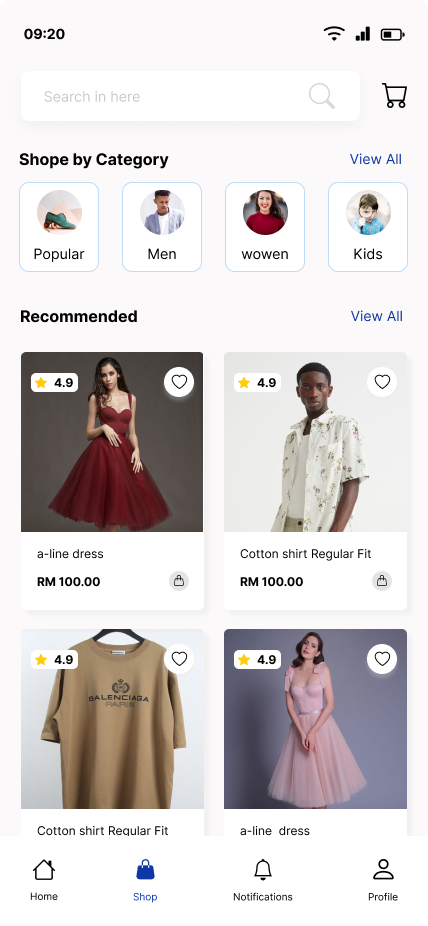 09:20
Search in here
Shope by Category
View All
Popular
Men
wowen
Kids
Recommended
View All
4.9
4.9
a-line dress
Cotton shirt Regular Fit
RM 100.00
RM 100.00
4.9
4.9
BALENCIAGA
PARIS
Cotton shirt Regular Fit
a-line dress
Home
Shop
Notifications
Profile